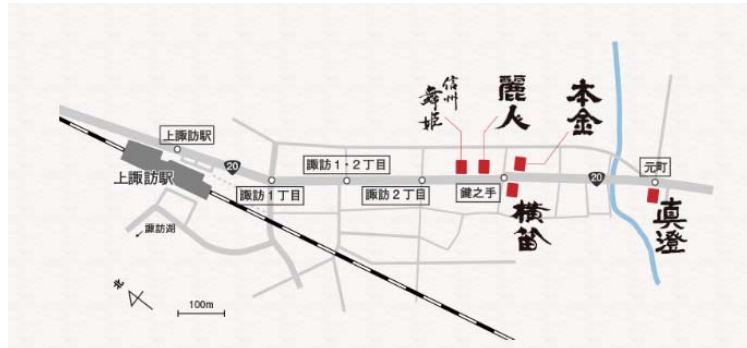 信州
舞姫
麗人
本金
上諏訪駅
20
上諏訪駅
諏訪1・2丁目
諏訪1丁目
諏訪2丁目
鍵之手
20
元町
横笛
真澄
諏訪湖
北
100m